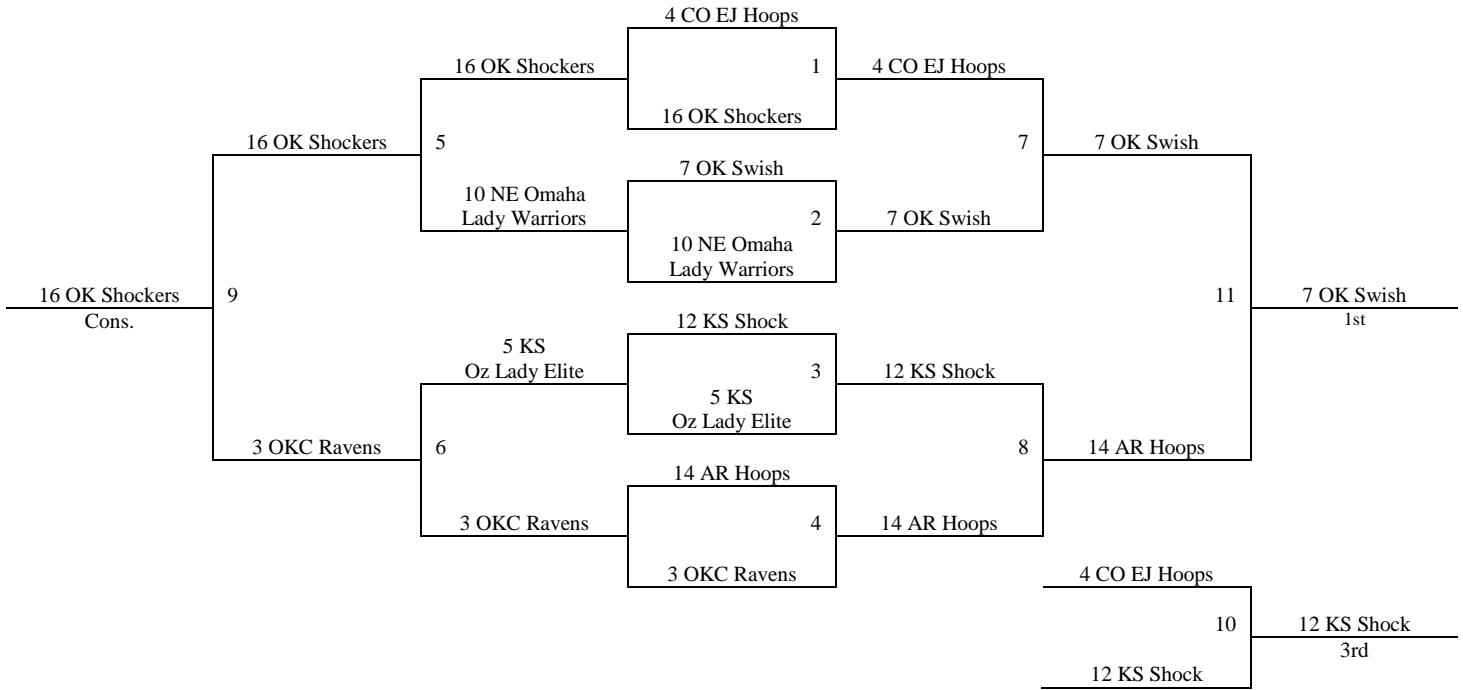 4 CO EJ Hoops
16 OK Shockers
1
4 CO EJ Hoops
16 OK Shockers
16 OK Shockers
5
7
7 OK Swish
7 OK Swish
10 NE Omaha
Lady Warriors
2
7 OK Swish
10 NE Omaha
Lady Warriors
16 OK Shockers
Cons.
9
11
7 OK Swish
1st
12 KS Shock
5 KS
Oz Lady Elite
3
12 KS Shock
5 KS
Oz Lady Elite
3 OKC Ravens
6
8
14 AR Hoops
14 AR Hoops
3 OKC Ravens
4
14 AR Hoops
3 OKC Ravens
4 CO EJ Hoops
10
12 KS Shock
3rd
12 KS Shock